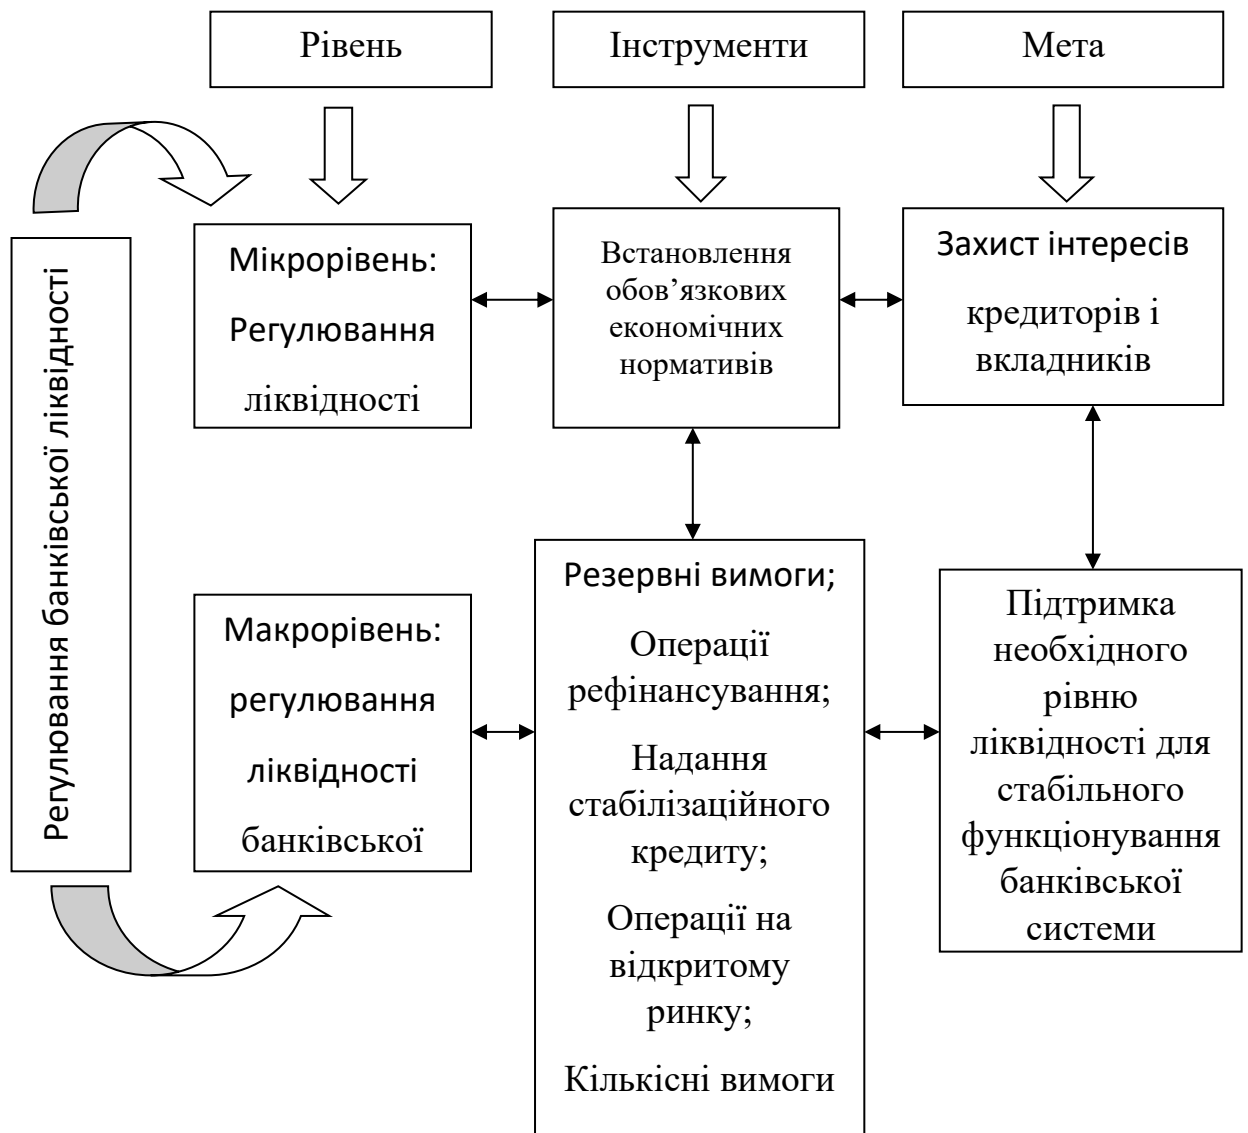 Рівень
Інструменти
Мета
Регулювання банківської ліквідності
Мікрорівень:
Регулювання
ліквідності
Встановлення
обов’язкових
економічних
нормативів
Захист інтересів
кредиторів і
вкладників
Макрорівень:
регулювання
ліквідності
банківської
Резервні вимоги;
Операції
рефінансування;
Надання
стабілізаційного
кредиту;
Операції на
відкритому
ринку;
Кількісні вимоги
Підтримка
необхідного
рівню
ліквідності для
стабільного
функціонування
банківської
системи